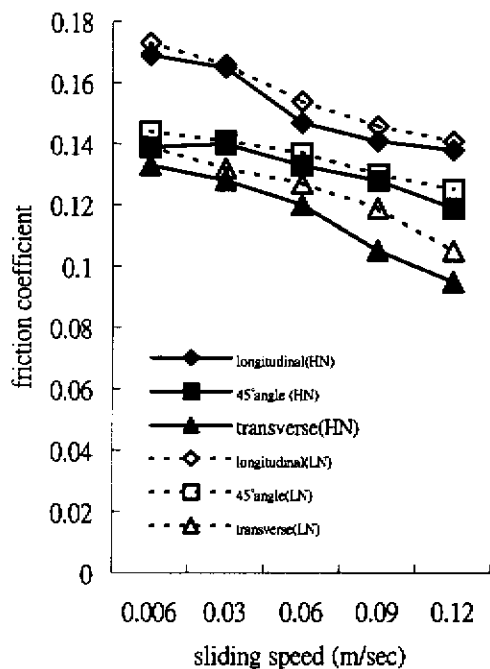 0.18
0.16
0.14
0.12
0.1
0.08
0.06
0.04
0.02
0
friction coefficient
longitudinal(HN)
45°angle (HN)
transverse(HN)
longitudinal(LN)
45°angle(LN)
transverse(LN)
0.006 0.03 0.06 0.09 0.12
sliding speed (m/sec)